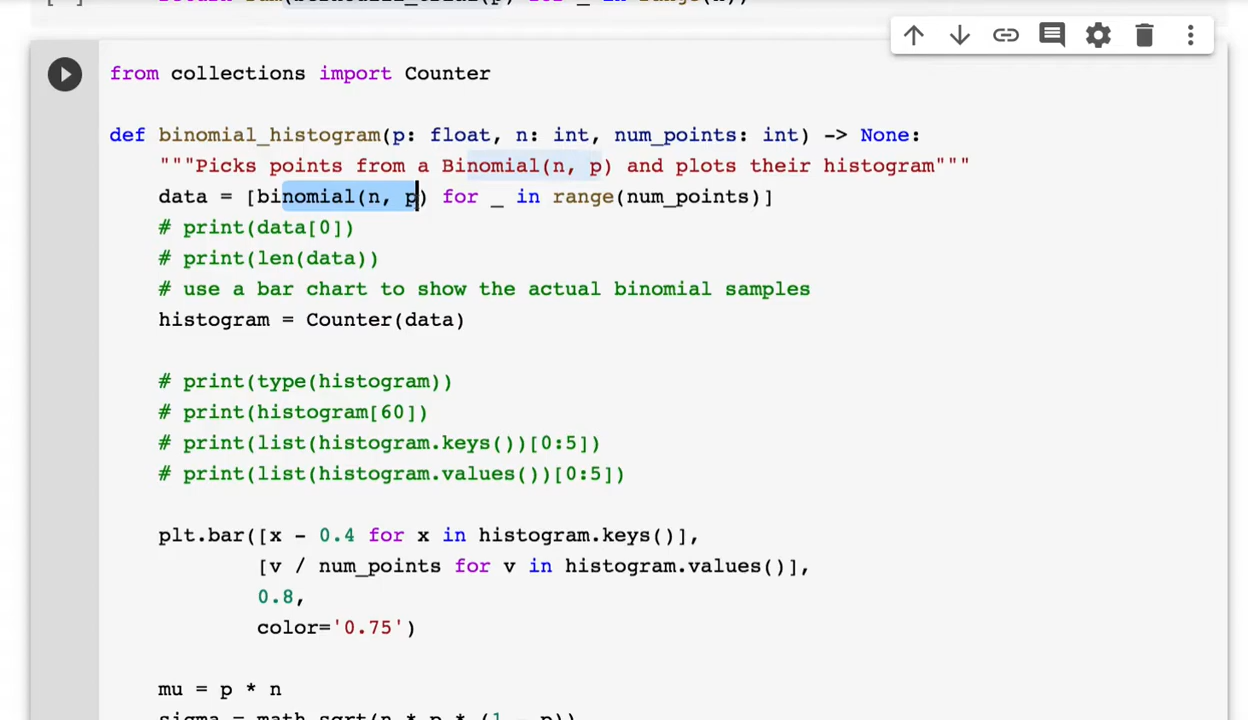 from collections import Counter
def binomial_histogram(p: float, n: int, num_points: int) -> None:
"""Picks points from a Binomial(n, p) and plots their histogram"""
data = [binomial(n, p) for _ in range(num_points)]
# print(data[0])
# print(len(data))
# use a bar chart to show the actual binomial samples
histogram = Counter(data)
# print(type(histogram))
# print(histogram[60])
# print(list(histogram.keys())[0:5])
# print(list(histogram.values())[0:5])
plt.bar([x - 0.4 for x in histogram.keys()],
[v / num_points for v in histogram.values()],
0.8,
color='0.75')
mu = p * n
sigma = math.sqrt(n * p * (1 - p))